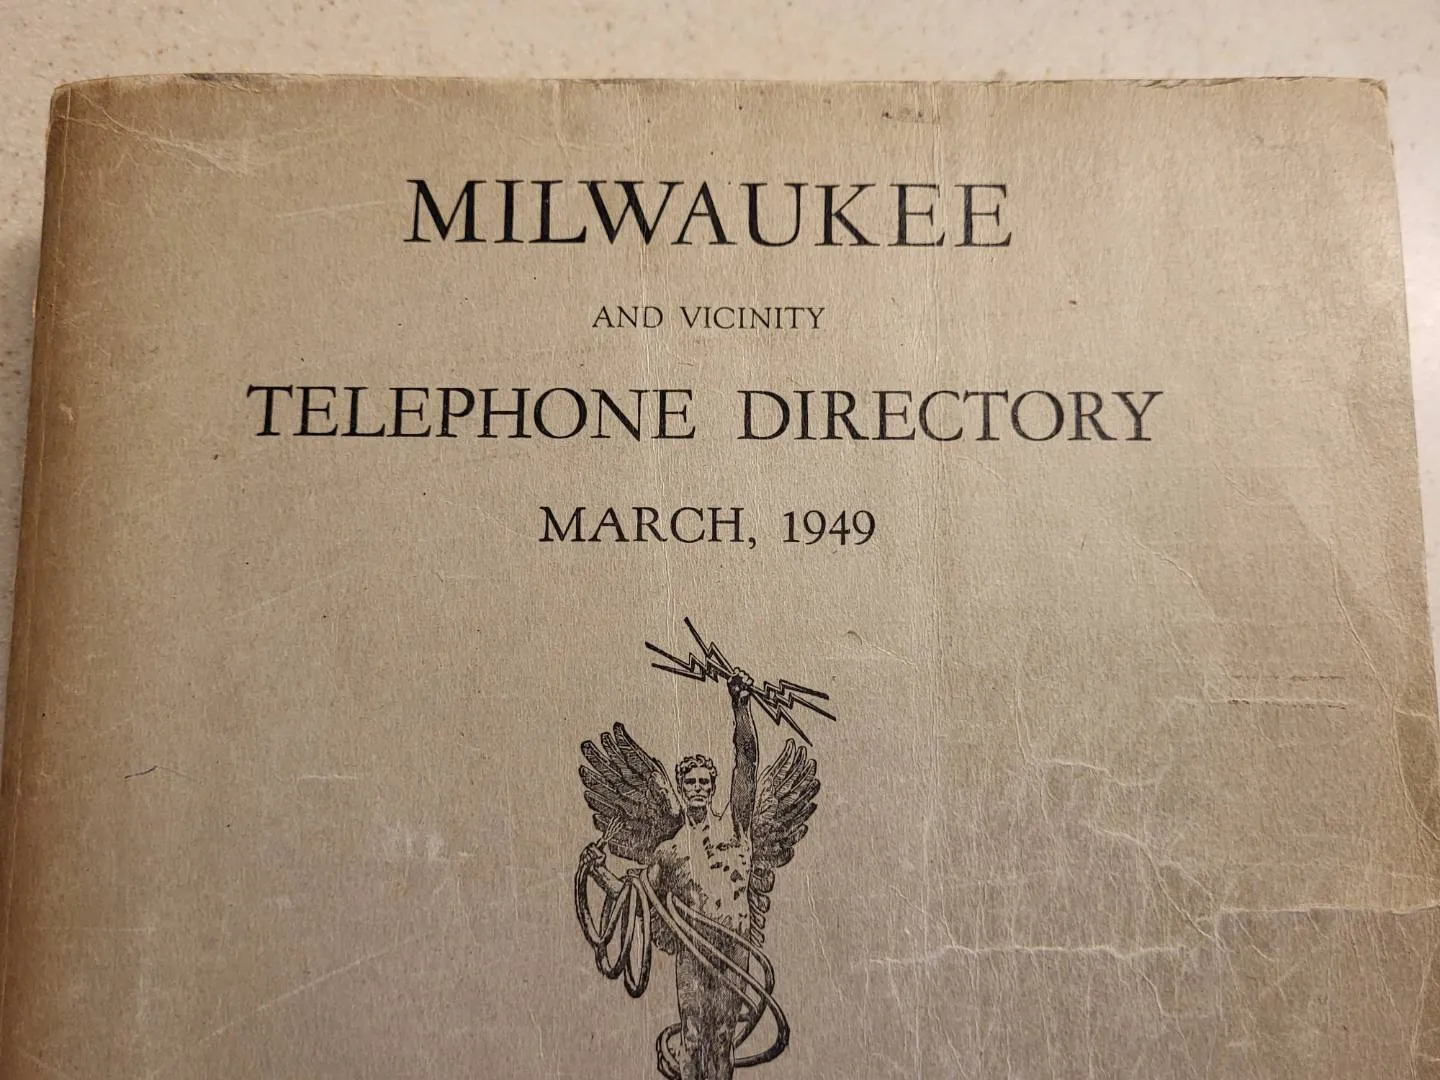 MILWAUKEE
AND VICINITY
TELEPHONE DIRECTORY
MARCH, 1949